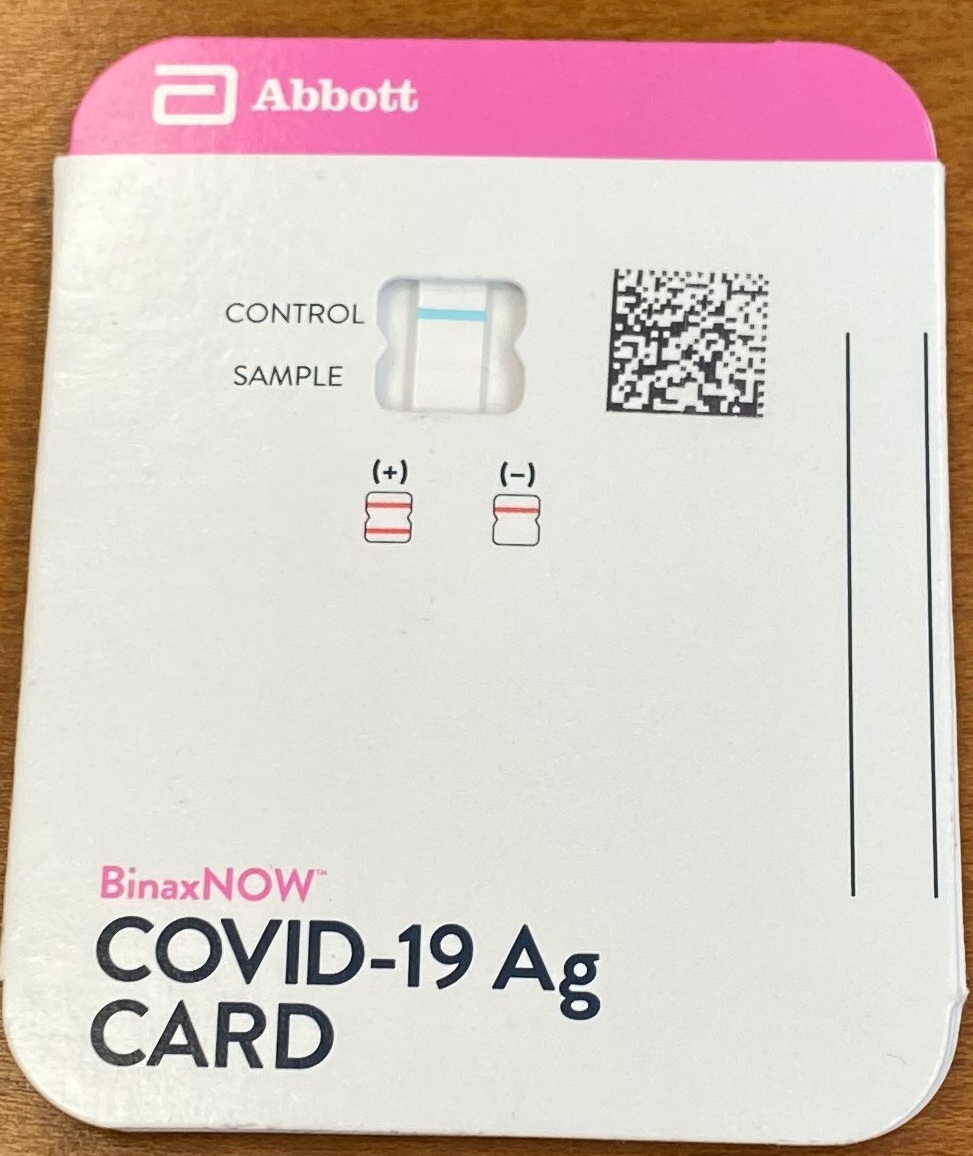 Abbott
CONTROL
SAMPLE
(+) (-)
BinaxNOW™
COVID-19 Ag
CARD